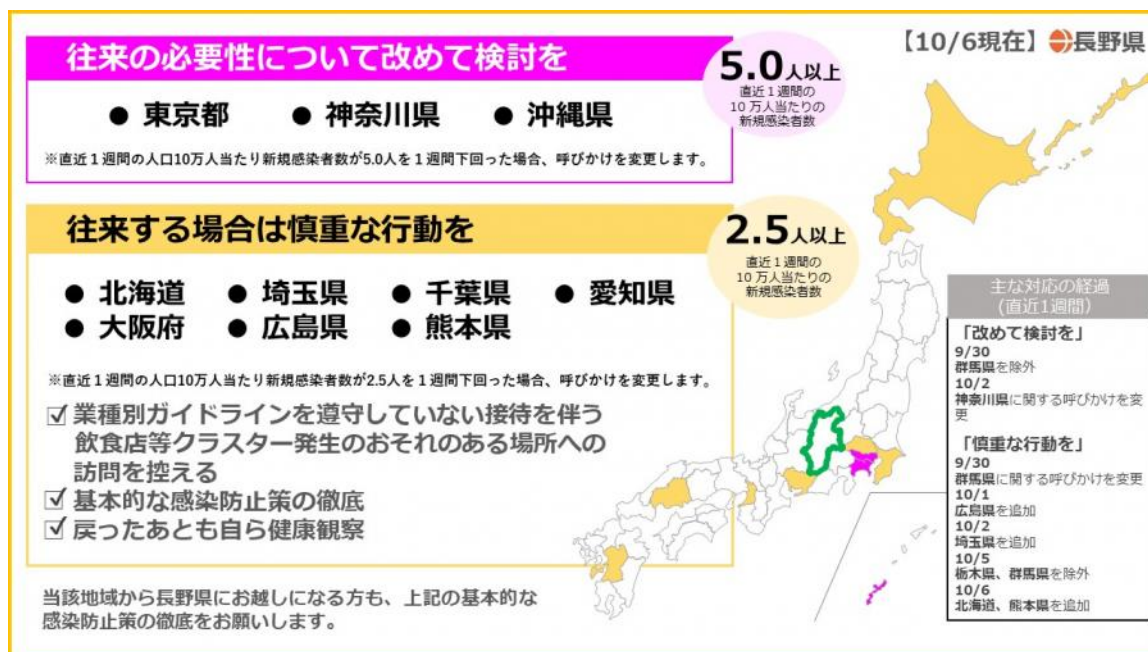 【10/6現在】 長野県
往来の必要性について改めて検討を
5.0人以上
直近1週間の
10万人当たりの
新規感染者数
● 東京都 ● 神奈川県 ● 沖縄県
※直近1週間の人口10万人当たり新規感染者数が5.0人を1週間下回った場合、呼びかけを変更します。
往来する場合は慎重な行動を
2.5人以上
直近1週間の
10万人当たりの
新規感染者数
● 北海道 ● 埼玉県 ● 千葉県 ● 愛知県
● 大阪府 ● 広島県 ● 熊本県
※直近1週間の人口10万人当たり新規感染者数が2.5人を1週間下回った場合、呼びかけを変更します。
☑ 業種別ガイドラインを遵守していない接待を伴う
飲食店等クラスター発生のおそれのある場所への
訪問を控える
☑ 基本的な感染防止策の徹底
☑ 戻ったあとも自ら健康観察
当該地域から長野県にお越しになる方も、上記の基本的な
感染防止策の徹底をお願いします。
主な対応の経過
(直近1週間)
「改めて検討を」
9/30
群馬県を除外
10/2
神奈川県に関する呼びかけを変
更
「慎重な行動を」
9/30
群馬県に関する呼びかけを変更
10/1
広島県を追加
10/2
埼玉県を追加
10/5
栃木県、群馬県を除外
10/6
北海道、熊本県を追加